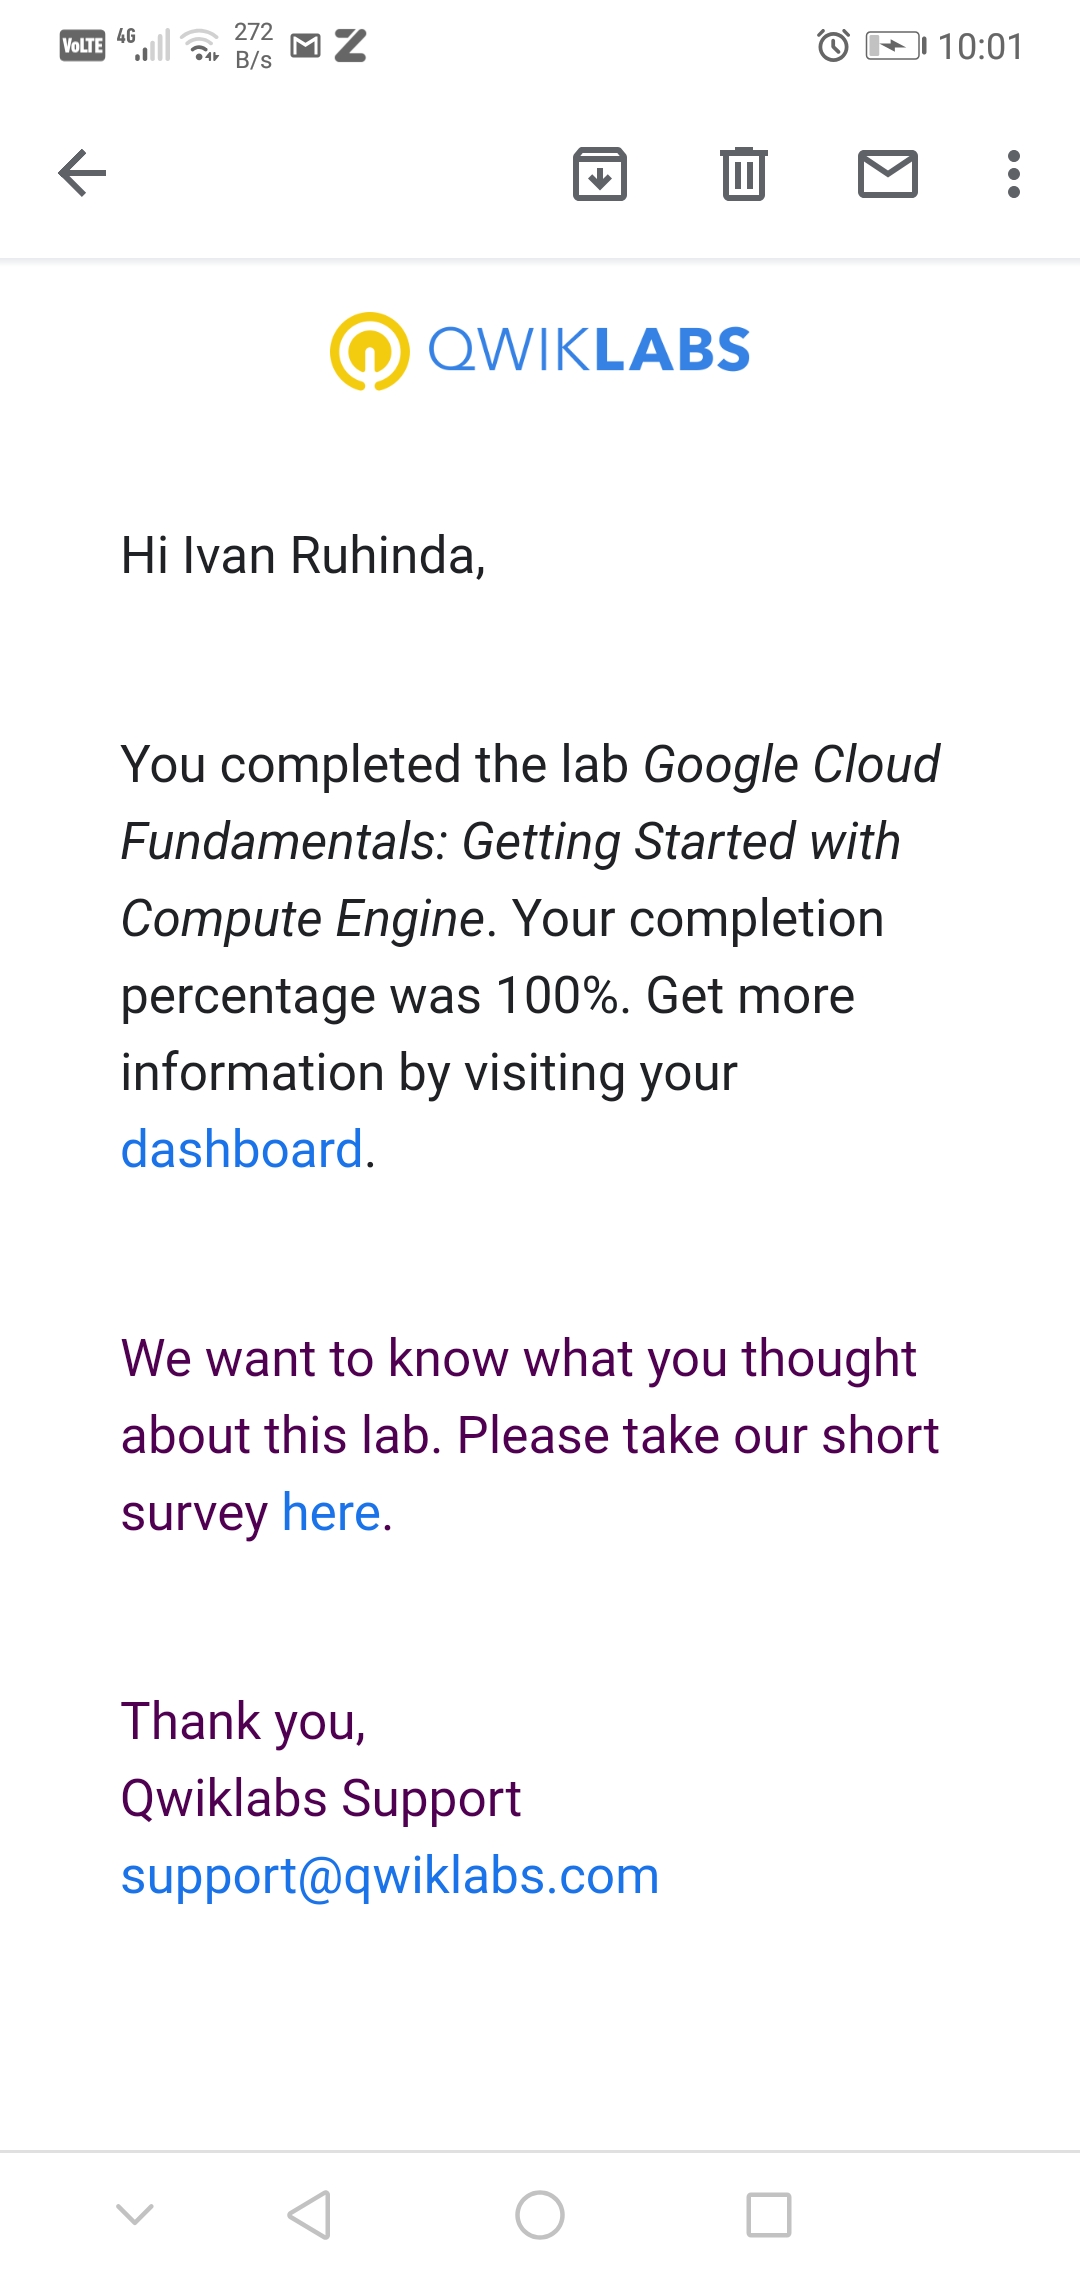 VoLTE 4G 272 B/s 10:01
QWIKLABS
Hi Ivan Ruhinda,
You completed the lab Google Cloud
Fundamentals: Getting Started with
Compute Engine. Your completion
percentage was 100%. Get more
information by visiting your
dashboard.
We want to know what you thought
about this lab. Please take our short
survey here.
Thank you,
Qwiklabs Support
support@qwiklabs.com